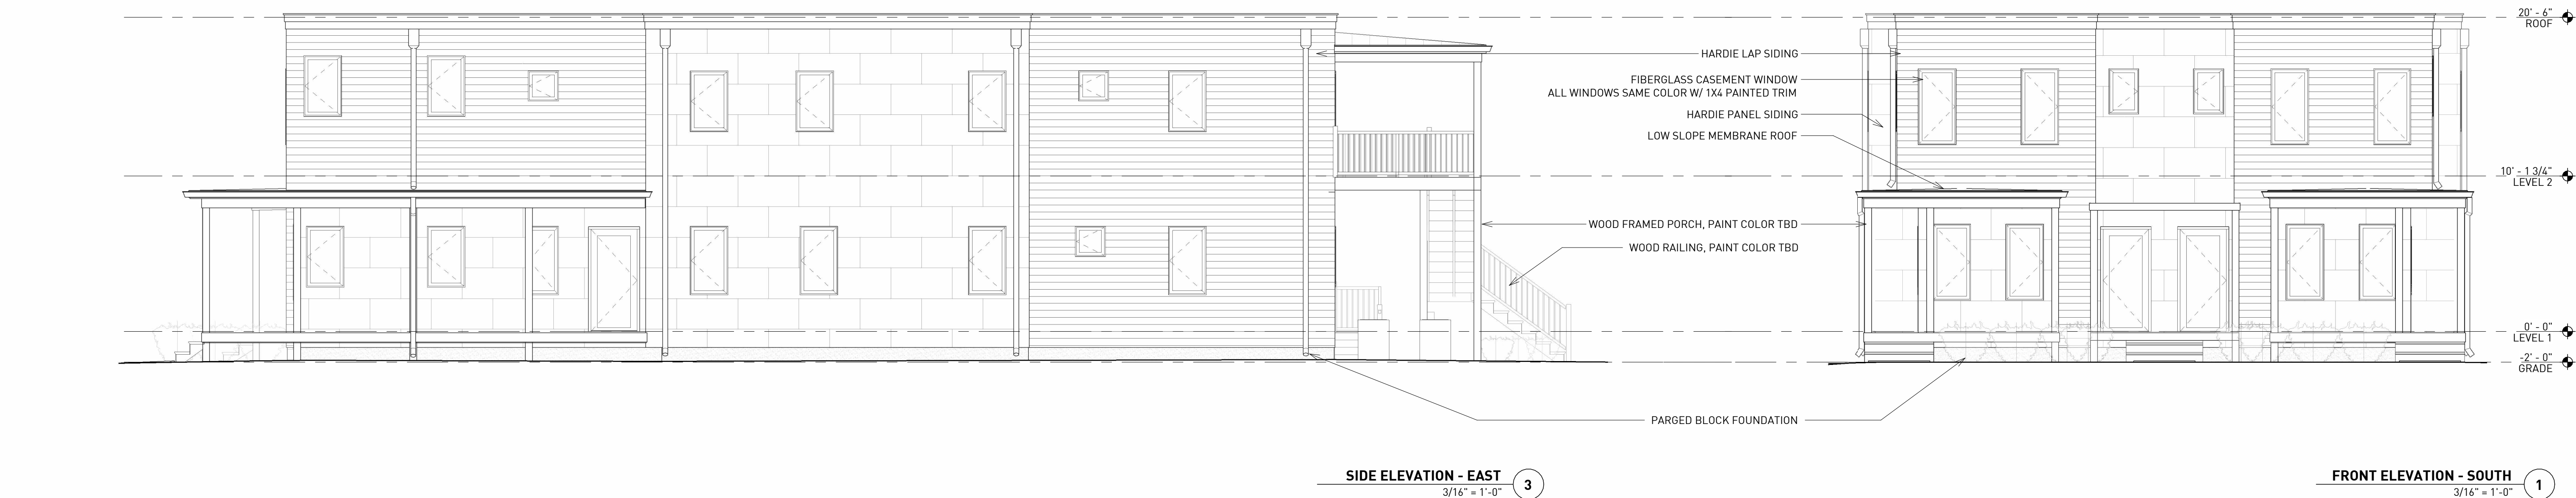 20' - 6"
ROOF
HARDIE LAP SIDING
FIBERGLASS CASEMENT WINDOW
ALL WINDOWS SAME COLOR W/ 1X4 PAINTED TRIM
HARDIE PANEL SIDING
LOW SLOPE MEMBRANE ROOF
10' - 1 3/4"
LEVEL 2
WOOD FRAMED PORCH, PAINT COLOR TBD
WOOD RAILING, PAINT COLOR TBD
0' - 0"
LEVEL 1
-2' - 0"
GRADE
PARGED BLOCK FOUNDATION
SIDE ELEVATION - EAST
3/16" = 1'-0"
3
FRONT ELEVATION - SOUTH
3/16" = 1'-0"
1